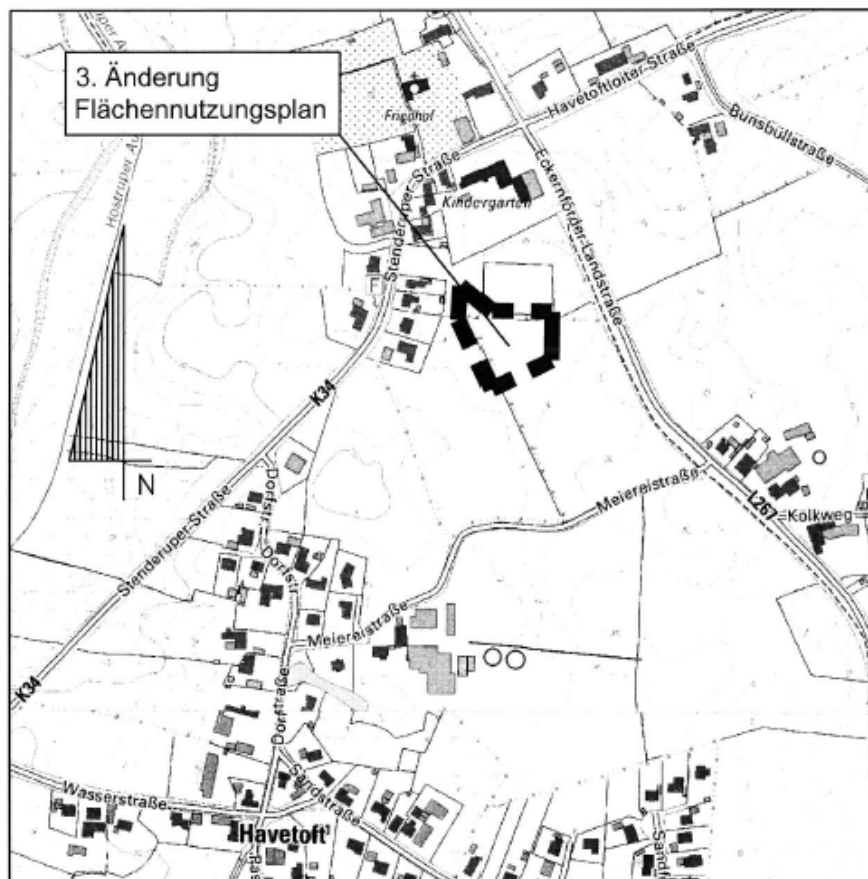 3. Änderung
Flächennutzungsplan
Friedhof
Havetoftloiter-Straße
Bunsbüllstraße
Stenderuper-Straße
Kindergarten
Eckernförder-Landstraße
F
K34
N
Meiereistraße
L267
Kolkweg
Stenderuper-Straße
Dorfstr.
Dorfstr.
Meiereistraße
K34
Dorfstraße
Sandstraße
Wasserstraße
Havetoft